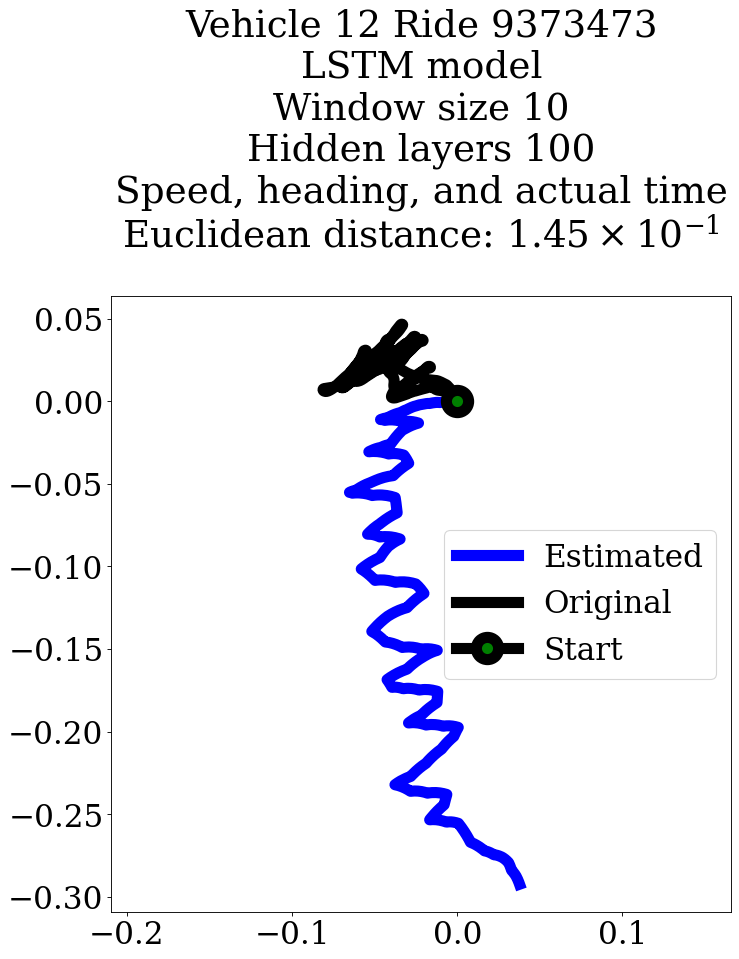 Vehicle 12 Ride 9373473
LSTM model
Window size 10
Hidden layers 100
Speed, heading, and actual time
Euclidean distance: 1.45 × 10⁻¹
0.05
0.00
−0.05
−0.10
−0.15
−0.20
−0.25
−0.30
Estimated
Original
Start
−0.2
−0.1
0.0
0.1